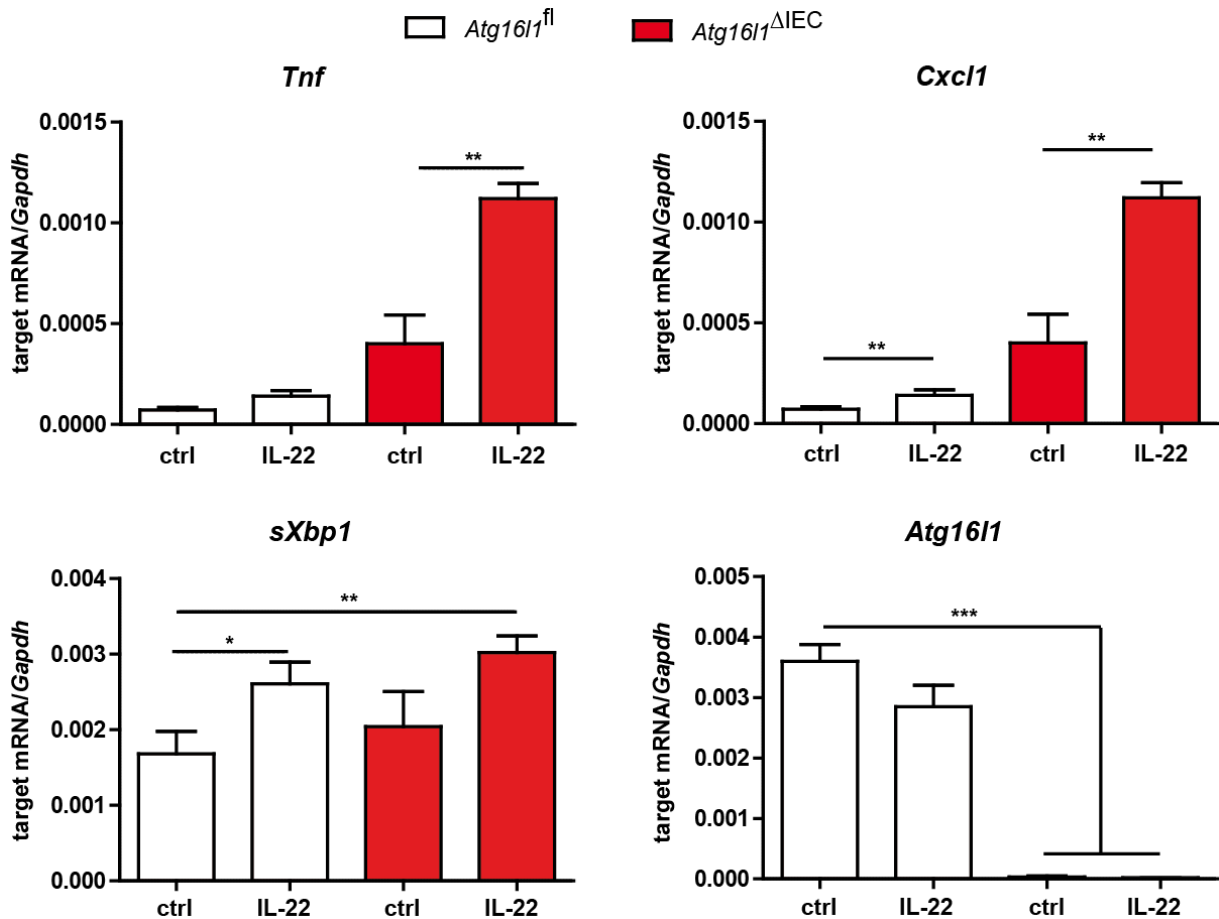 Atg16l1fl
Atg16l1ΔIEC
Tnf
target mRNA/Gapdh
0.0015
0.0010
0.0005
0.0000
**
ctrl IL-22 ctrl IL-22
Cxcl1
target mRNA/Gapdh
0.0015
0.0010
0.0005
0.0000
**
**
ctrl IL-22 ctrl IL-22
sXbp1
target mRNA/Gapdh
0.004
0.003
0.002
0.001
0.000
**
*
ctrl IL-22 ctrl IL-22
Atg16l1
target mRNA/Gapdh
0.005
0.004
0.003
0.002
0.001
0.000
***
ctrl IL-22 ctrl IL-22